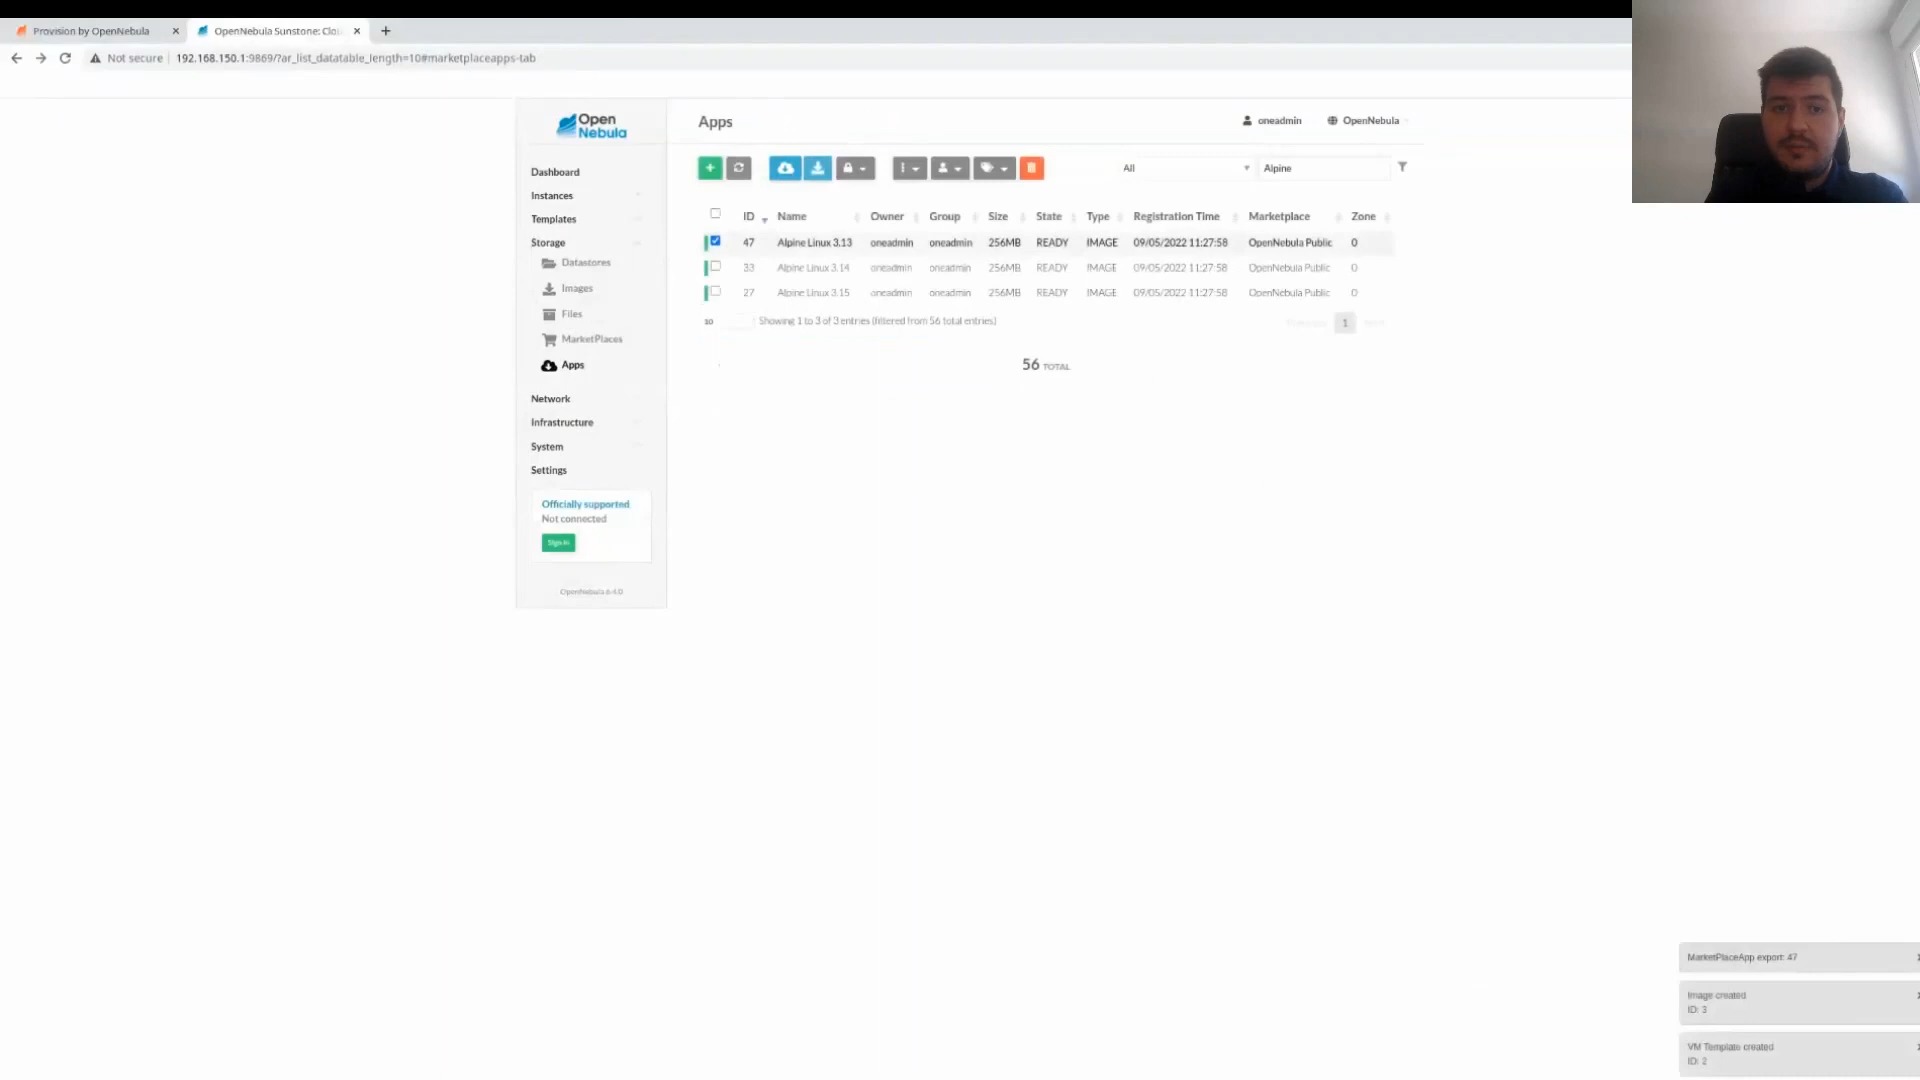 Provision by OpenNebula
OpenNebula Sunstone: Clou
Not secure
192.168.150.1:9869/?ar_list_datatable_length=10#marketplaceapps-tab
Open Nebula
Apps
oneadmin
OpenNebula
Dashboard
Instances
Templates
Storage
Datastores
Images
Files
MarketPlaces
Apps
Network
Infrastructure
System
Settings
Officially supported
Not connected
Sign in
OpenNebula 6.4.0
All
Alpine
ID Name Owner Group Size State Type Registration Time Marketplace Zone
47 Alpine Linux 3.13 oneadmin oneadmin 256MB READY IMAGE 09/05/2022 11:27:58 OpenNebula Public 0
33 Alpine Linux 3.14 oneadmin oneadmin 256MB READY IMAGE 09/05/2022 11:27:58 OpenNebula Public 0
27 Alpine Linux 3.15 oneadmin oneadmin 256MB READY IMAGE 09/05/2022 11:27:58 OpenNebula Public 0
10
Showing 1 to 3 of 3 entries (filtered from 56 total entries)
Previous 1 Next
56 TOTAL
MarketPlaceApp export: 47
Image created
ID: 3
VM Template created
ID: 2